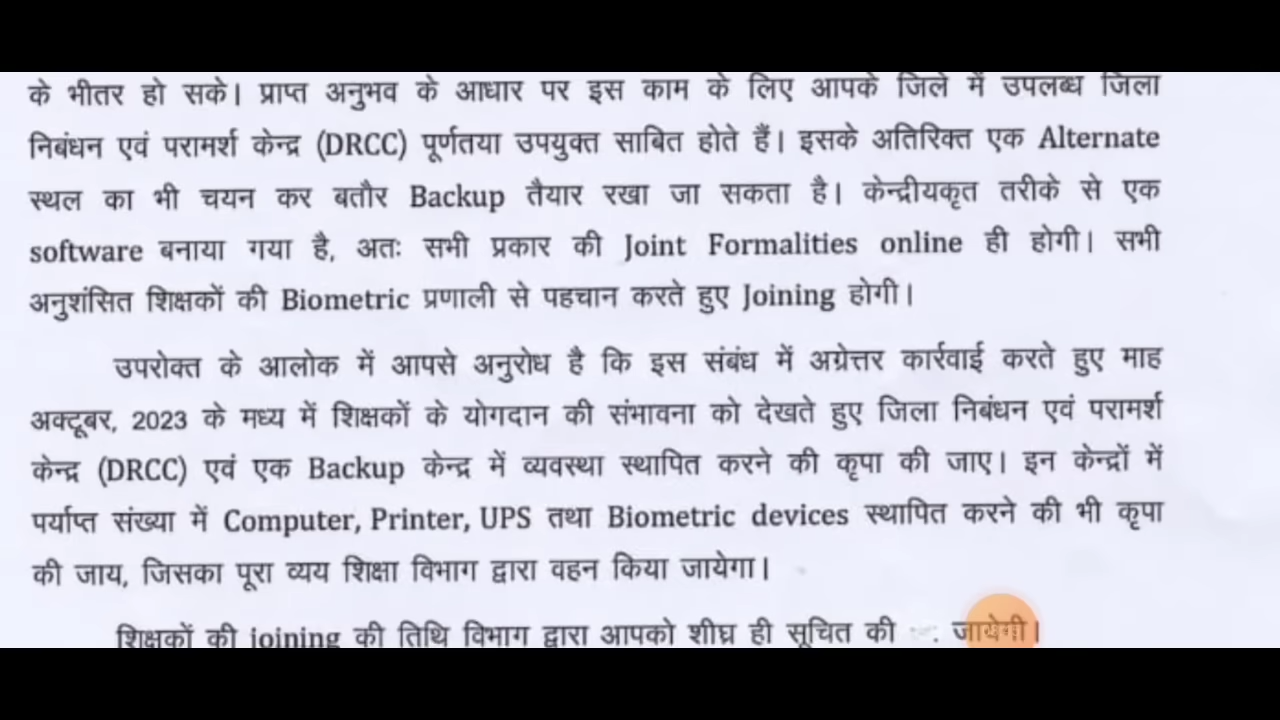 के भीतर हो सके। प्राप्त अनुभव के आधार पर इस काम के लिए आपके जिले में उपलब्ध जिला
निबंधन एवं परामर्श केन्द्र (DRCC) पूर्णतया उपयुक्त साबित होते हैं। इसके अतिरिक्त एक Alternate
स्थल का भी चयन कर बतौर Backup तैयार रखा जा सकता है। केन्द्रीयकृत तरीके से एक
software बनाया गया है, अतः सभी प्रकार की Joint Formalities online ही होगी। सभी
अनुशंसित शिक्षकों की Biometric प्रणाली से पहचान करते हुए Joining होगी।
उपरोक्त के आलोक में आपसे अनुरोध है कि इस संबंध में अग्रेत्तर कार्रवाई करते हुए माह
अक्टूबर, 2023 के मध्य में शिक्षकों के योगदान की संभावना को देखते हुए जिला निबंधन एवं परामर्श
केन्द्र (DRCC) एवं एक Backup केन्द्र में व्यवस्था स्थापित करने की कृपा की जाए। इन केन्द्रों में
पर्याप्त संख्या में Computer, Printer, UPS तथा Biometric devices स्थापित करने की भी कृपा
की जाय, जिसका पूरा व्यय शिक्षा विभाग द्वारा वहन किया जायेगा।
शिक्षकों की joining की तिथि विभाग द्वारा आपको शीघ्र ही सूचित की जायेगी।